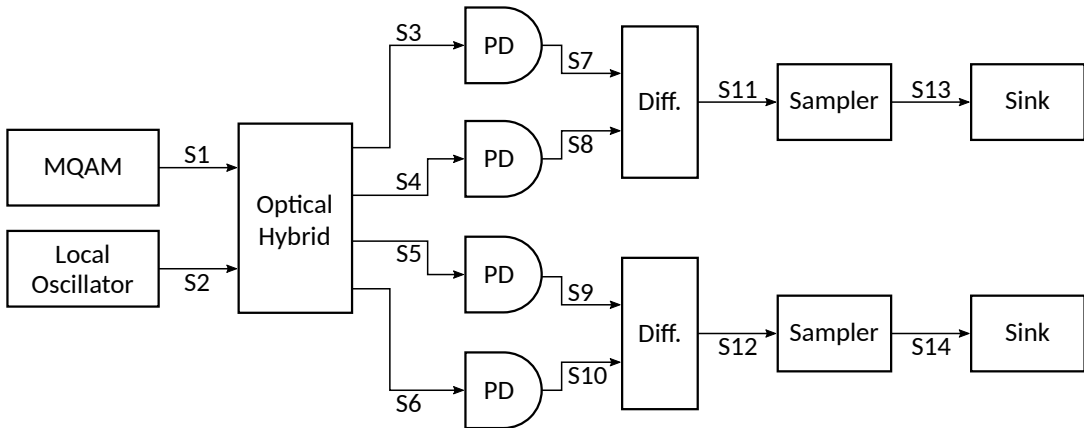 S3
PD
S7
Diff.
S11
Sampler
S13
Sink
MQAM
S1
S4
PD
S8
Optical
Hybrid
Local
Oscillator
S2
S5
PD
S9
Diff.
S12
Sampler
S14
Sink
S6
PD
S10